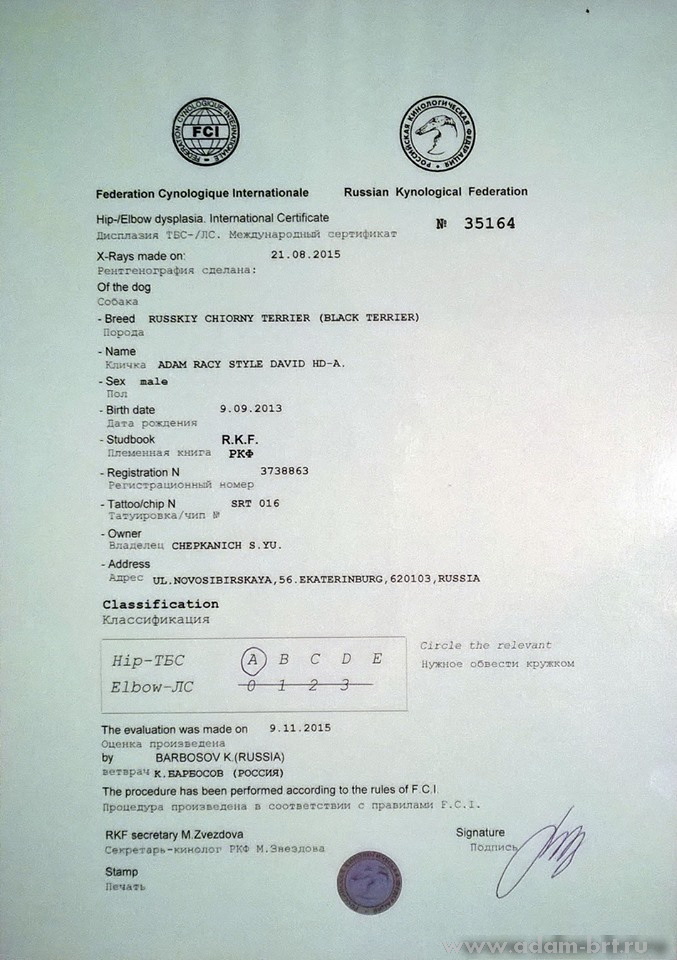 FEDERATION CYNOLOGIQUE INTERNATIONALE
FCI
РОССИЙСКАЯ КИНОЛОГИЧЕСКАЯ ФЕДЕРАЦИЯ
Federation Cynologique Internationale
Russian Kynological Federation
Hip-/Elbow dysplasia. International Certificate
№ 35164
Дисплазия ТБС-/ЛС. Международный сертификат
X-Rays made on: 21.08.2015
Рентгенография сделана:
Of the dog
Собака
- Breed RUSSKIY CHIORNY TERRIER (BLACK TERRIER)
Порода
- Name
Кличка ADAM RACY STYLE DAVID HD-A.
- Sex male
Пол
- Birth date 9.09.2013
Дата рождения
- Studbook R.K.F.
Племенная книга РКФ
- Registration N 3738863
Регистрационный номер
- Tattoo/chip N SRT 016
Татуировка/чип №
- Owner
Владелец CHEPKANICH S.YU.
- Address
Адрес UL.NOVOSIBIRSKAYA,56.EKATERINBURG,620103,RUSSIA
Classification
Классификация
Hip-ТБС A B C D E
Elbow-ЛС 0 1 2 3
Circle the relevant
Нужное обвести кружком
The evaluation was made on 9.11.2015
Оценка произведена
by BARBOSOV K.(RUSSIA)
ветврач К.БАРБОСОВ (РОССИЯ)
The procedure has been performed according to the rules of F.C.I.
Процедура произведена в соответствии с правилами F.C.I.
RKF secretary M.Zvezdova
Секретарь-кинолог РКФ М.Звездова
Signature
Подпись
Stamp
Печать
www.adam-brt.ru